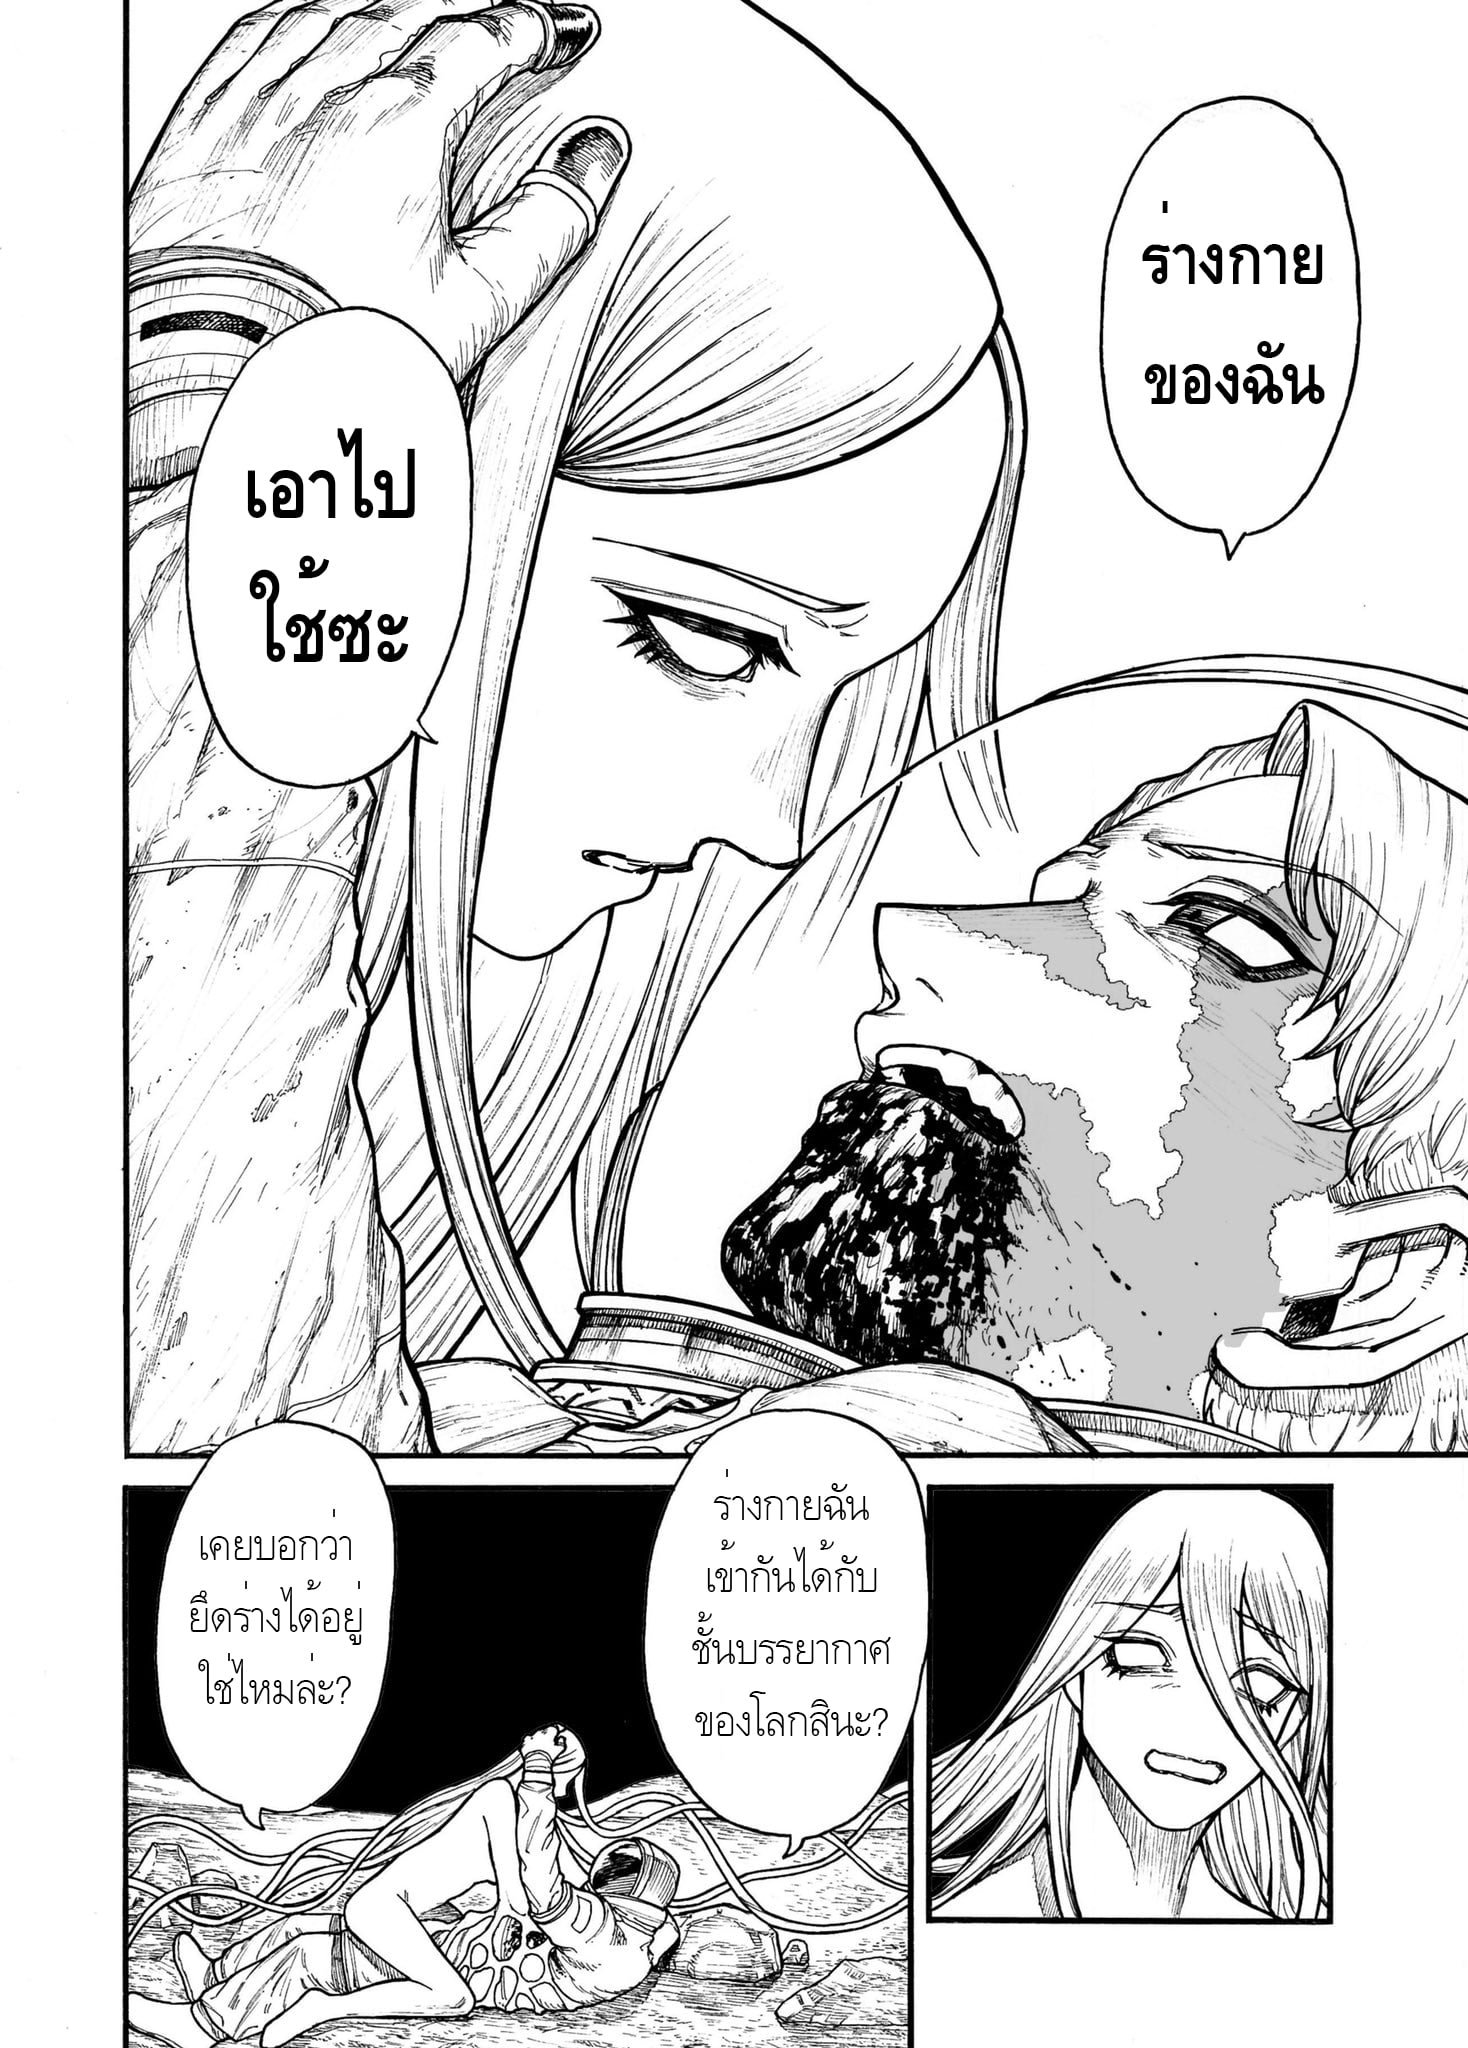 ร่างกาย
ของฉัน
เอาไป
ใช้ซะ
ร่างกายฉัน
เข้ากันได้กับ
ชั้นบรรยากาศ
ของโลกสินะ?
เคยบอกว่า
ยึดร่างได้อยู่
ใช่ไหมล่ะ?